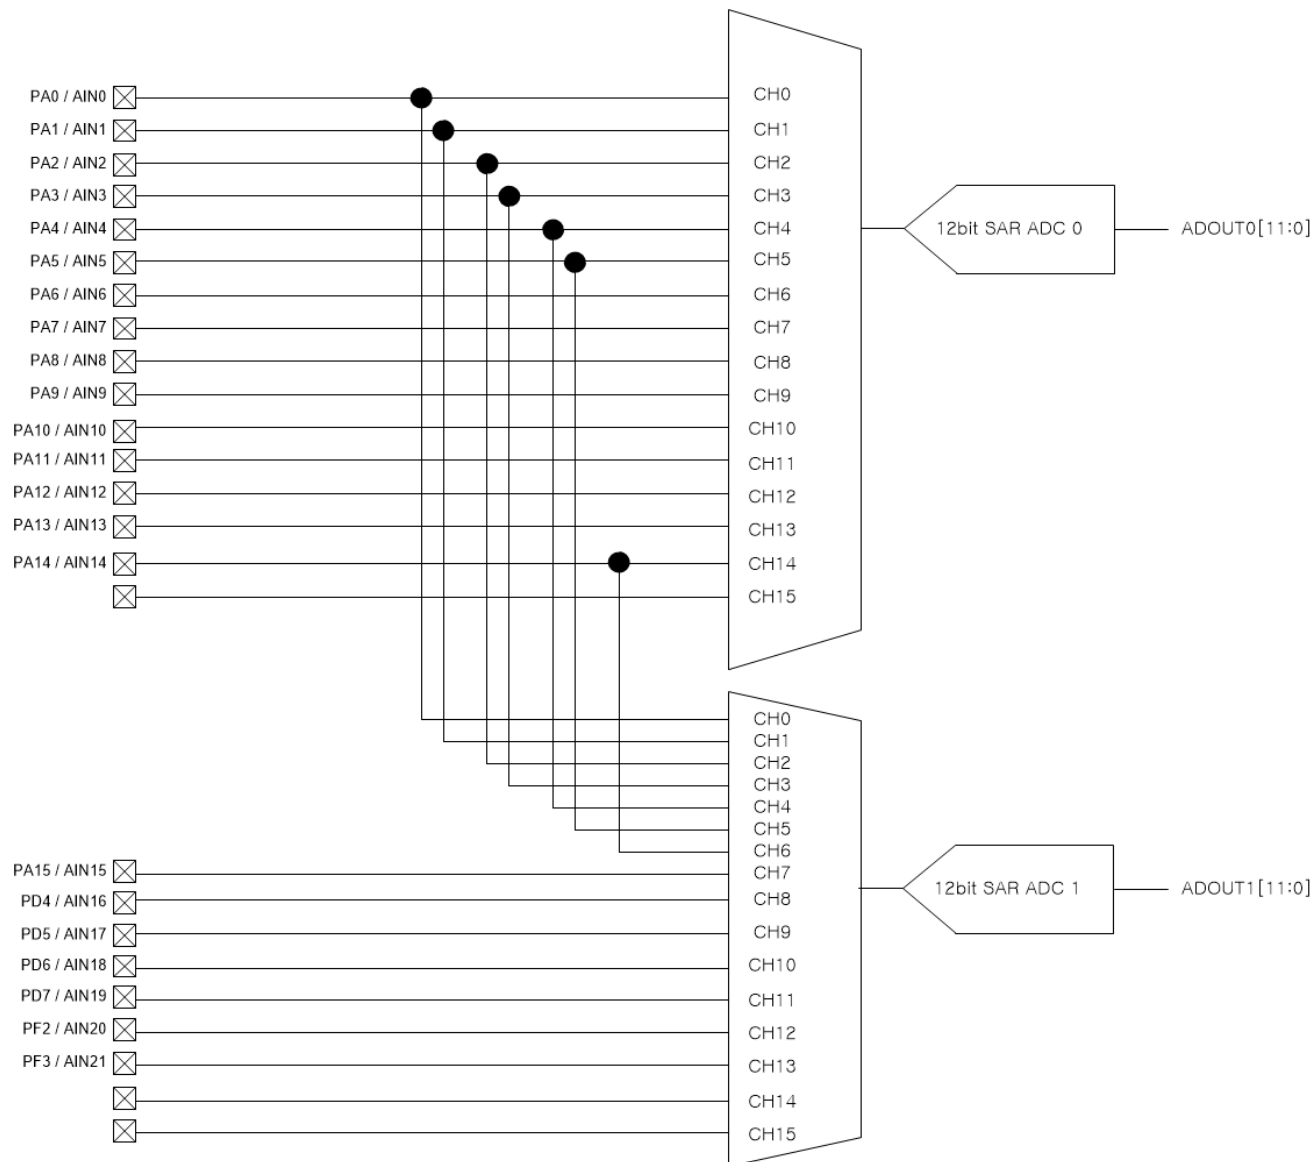 PA0 / AIN0 CH0
PA1 / AIN1 CH1
PA2 / AIN2 CH2
PA3 / AIN3 CH3
PA4 / AIN4 CH4 12bit SAR ADC 0 ADOUT0[11:0]
PA5 / AIN5 CH5
PA6 / AIN6 CH6
PA7 / AIN7 CH7
PA8 / AIN8 CH8
PA9 / AIN9 CH9
PA10 / AIN10 CH10
PA11 / AIN11 CH11
PA12 / AIN12 CH12
PA13 / AIN13 CH13
PA14 / AIN14 CH14
CH15
CH0
CH1
CH2
CH3
CH4
CH5
CH6
PA15 / AIN15 CH7
PD4 / AIN16 CH8 12bit SAR ADC 1 ADOUT1[11:0]
PD5 / AIN17 CH9
PD6 / AIN18 CH10
PD7 / AIN19 CH11
PF2 / AIN20 CH12
PF3 / AIN21 CH13
CH14
CH15